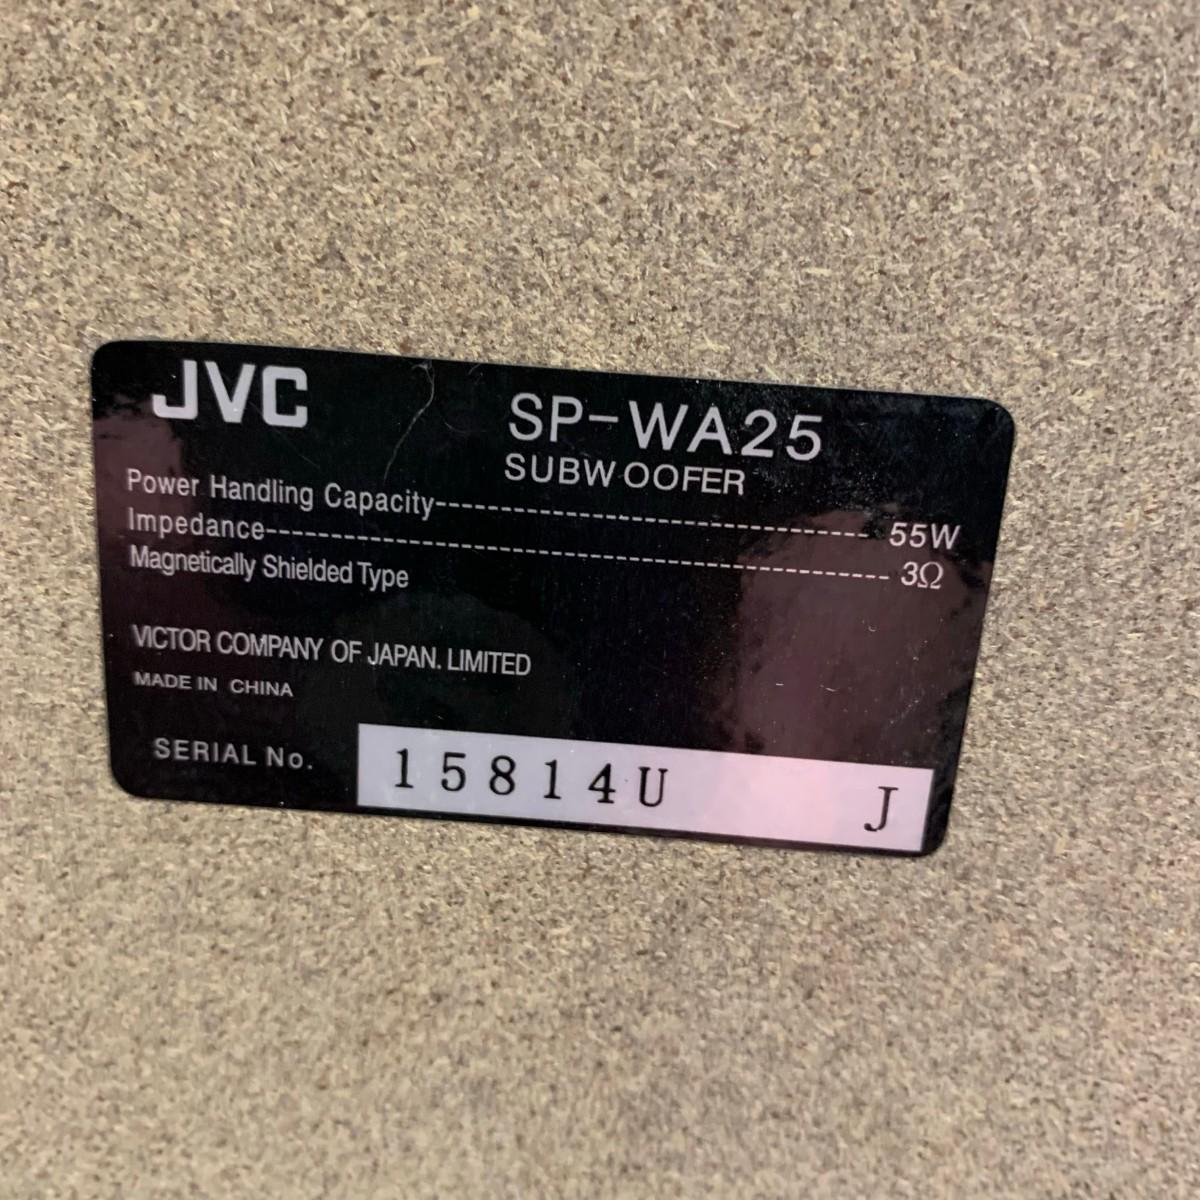 JVC
SP-WA25
SUBWOOFER
Power Handling Capacity---------------------------------- 55W
Impedance------------------------------------------------ 3Ω
Magnetically Shielded Type
VICTOR COMPANY OF JAPAN. LIMITED
MADE IN CHINA
SERIAL No. 15814U J